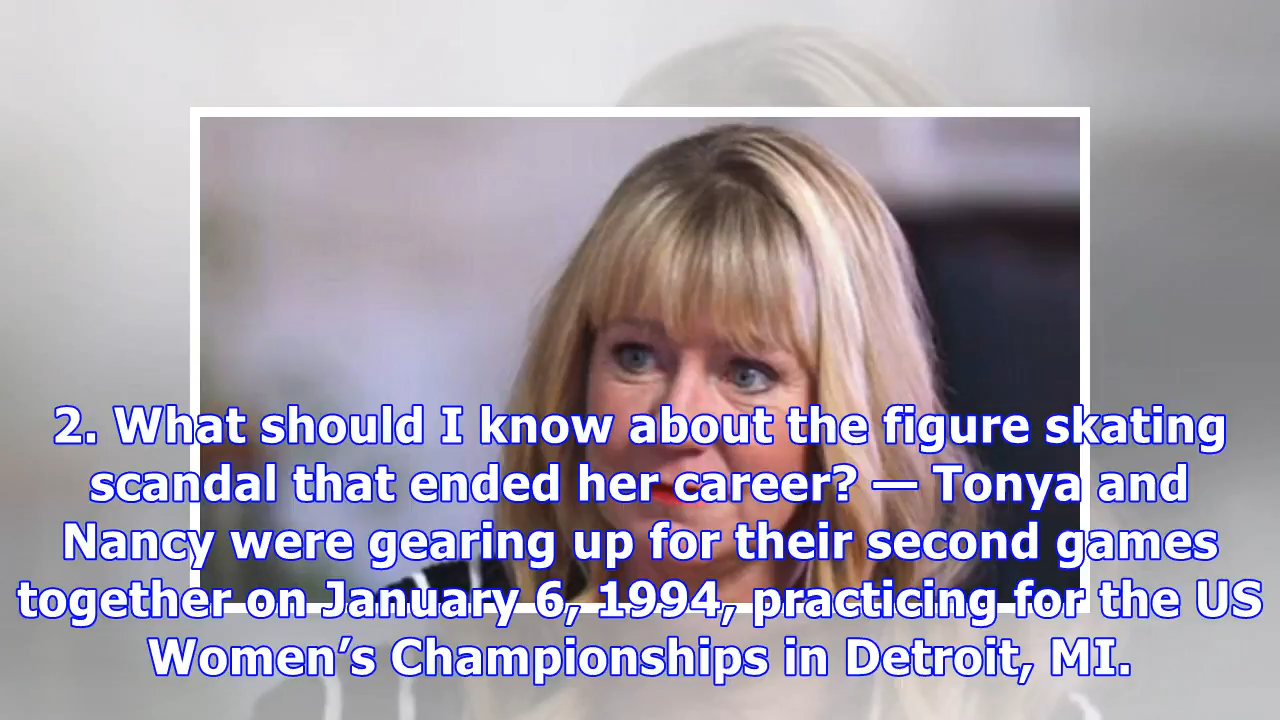 2. What should I know about the figure skating
scandal that ended her career? — Tonya and
Nancy were gearing up for their second games
together on January 6, 1994, practicing for the US
Women’s Championships in Detroit, MI.